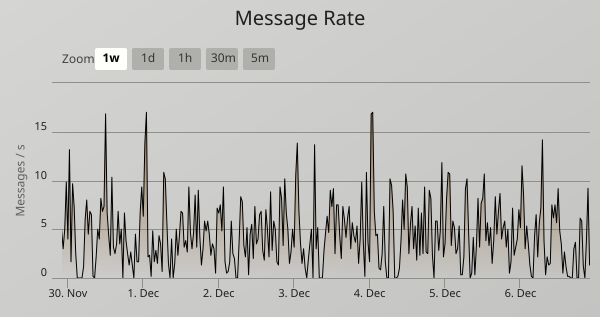 Message Rate
Zoom 1w 1d 1h 30m 5m
Messages / s
15
10
5
0
30. Nov 1. Dec 2. Dec 3. Dec 4. Dec 5. Dec 6. Dec